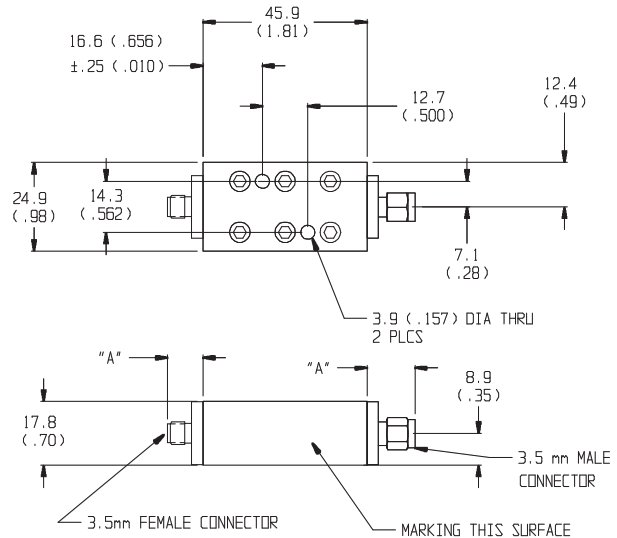 45.9
(1.81)
16.6 (.656)
±.25 (.010)
12.7
(.500)
12.4
(.49)
24.9
(.98)
14.3
(.562)
7.1
(.28)
3.9 (.157) DIA THRU
2 PLCS
"A"
"A"
8.9
(.35)
17.8
(.70)
3.5 mm MALE
CONNECTOR
3.5mm FEMALE CONNECTOR
MARKING THIS SURFACE